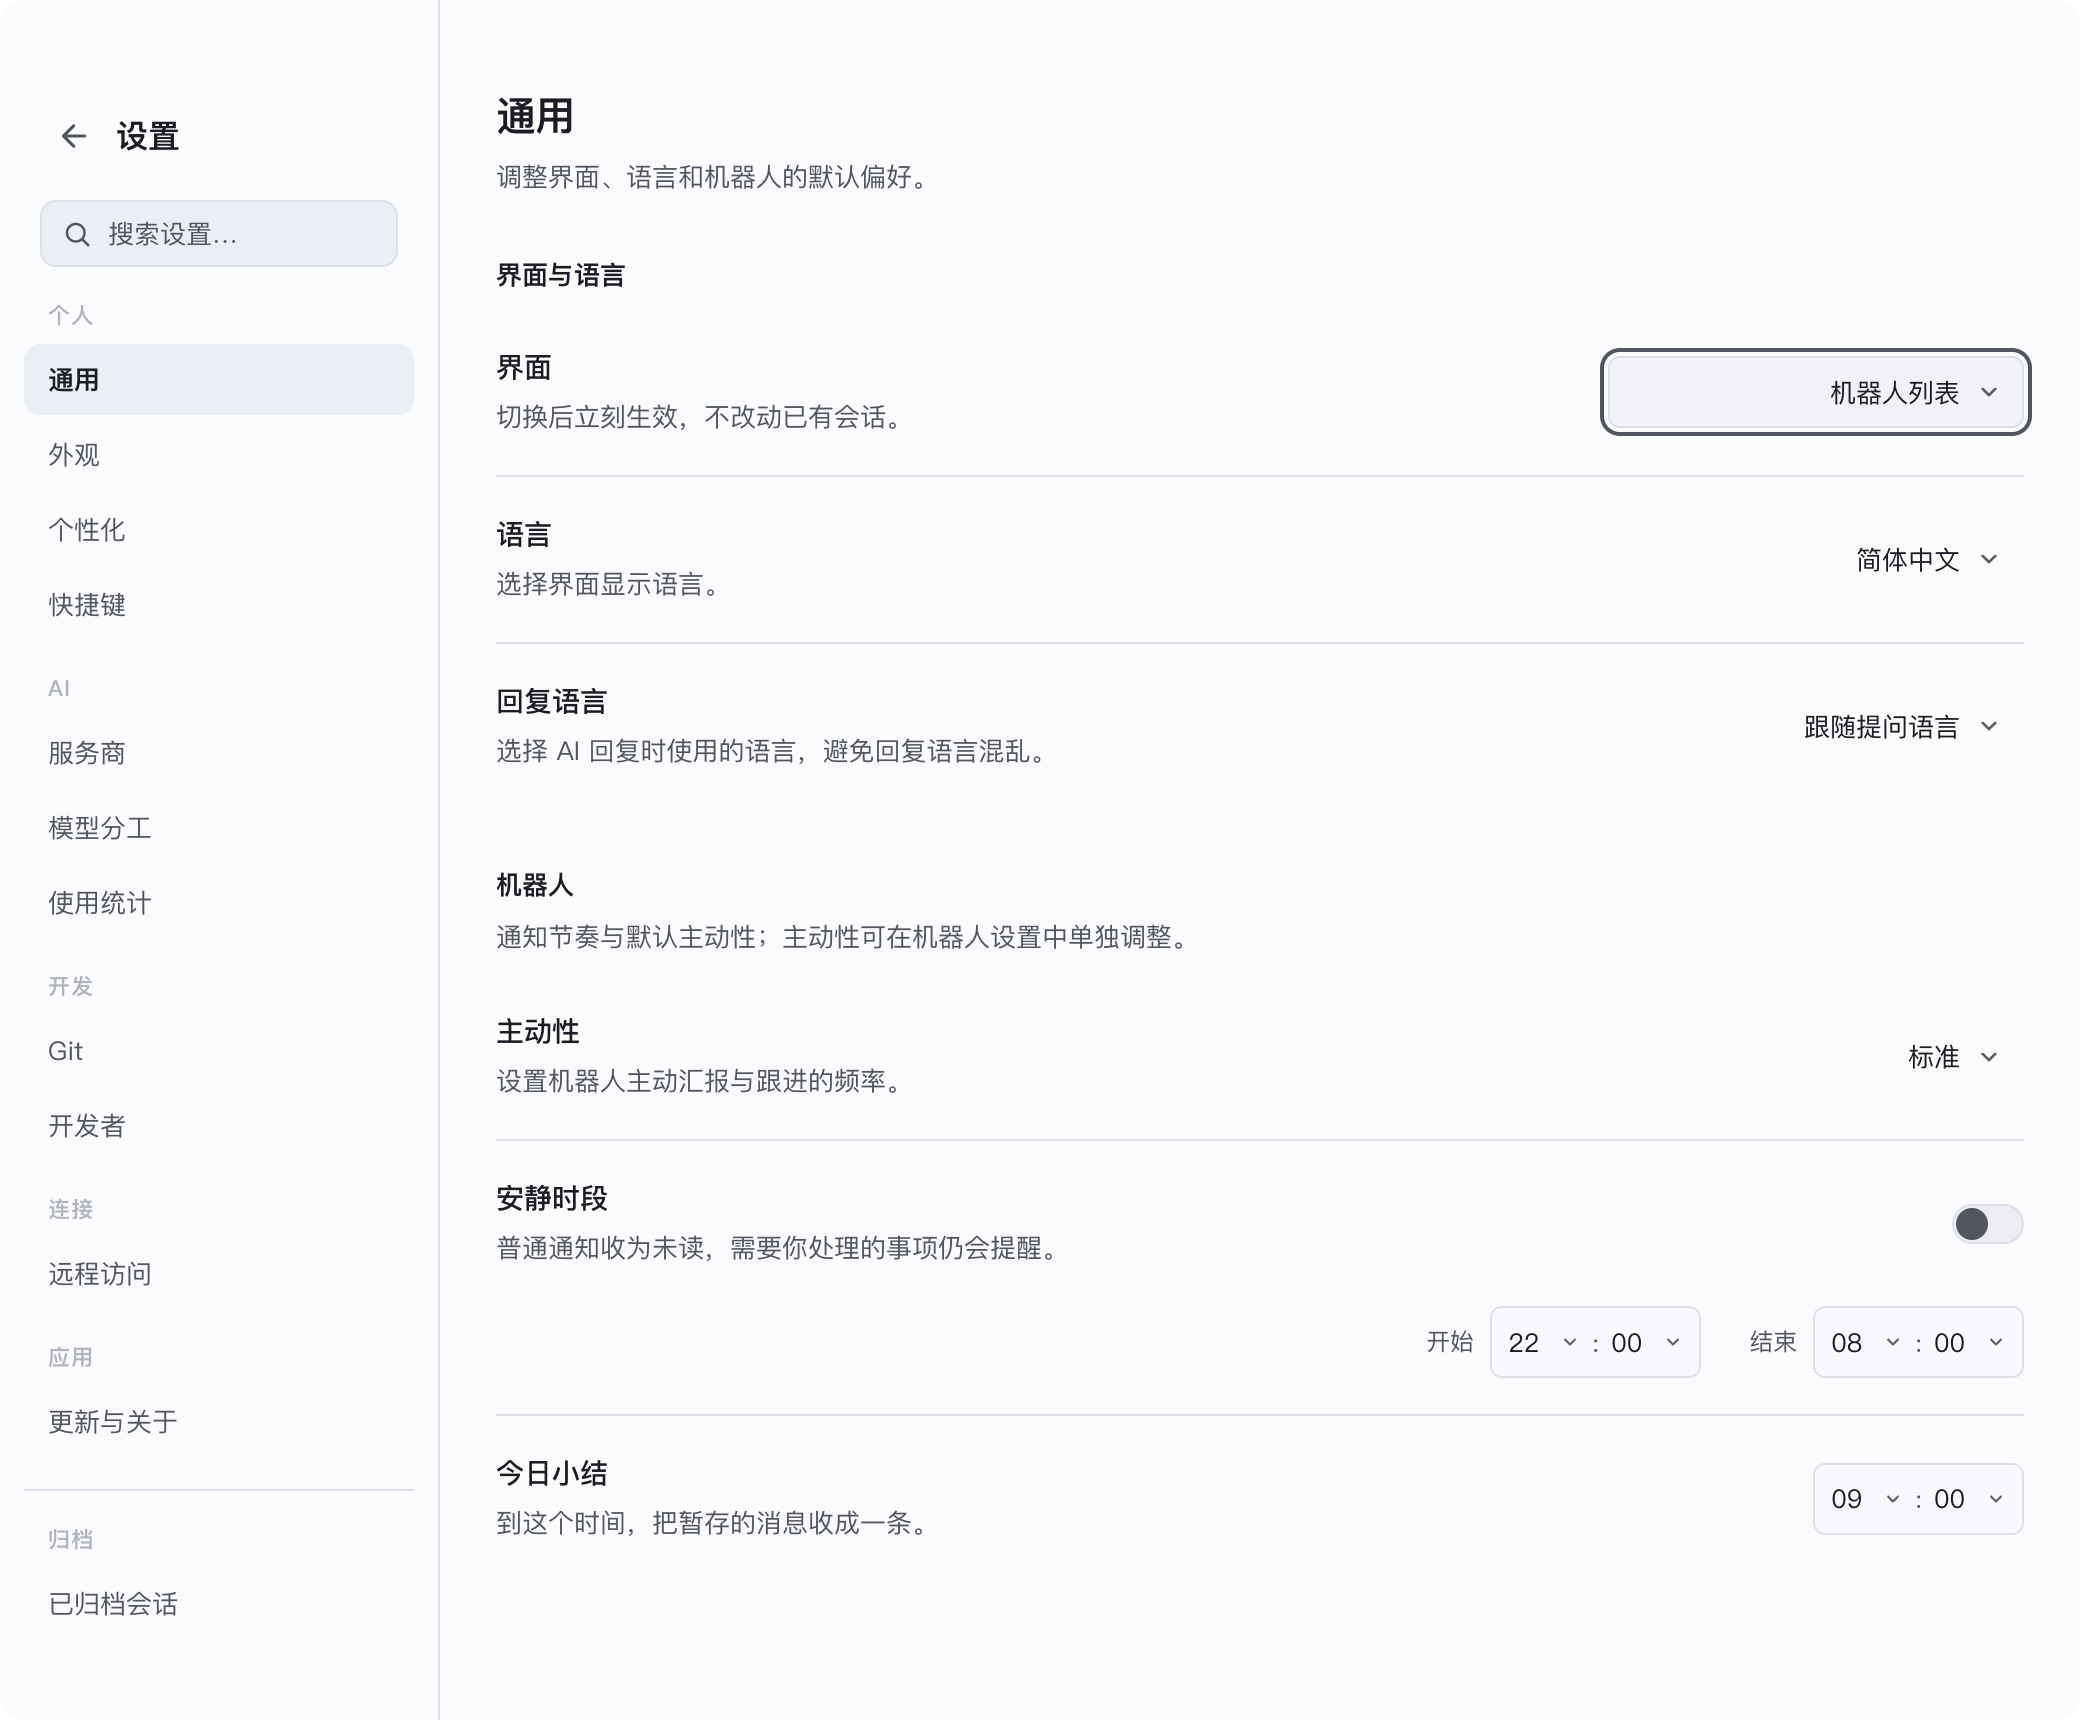 设置
搜索设置...
个人
通用
外观
个性化
快捷键
AI
服务商
模型分工
使用统计
开发
Git
开发者
连接
远程访问
应用
更新与关于
归档
已归档会话
通用
调整界面、语言和机器人的默认偏好。
界面与语言
界面
切换后立刻生效，不改动已有会话。
机器人列表
语言
选择界面显示语言。
简体中文
回复语言
选择 AI 回复时使用的语言，避免回复语言混乱。
跟随提问语言
机器人
通知节奏与默认主动性；主动性可在机器人设置中单独调整。
主动性
设置机器人主动汇报与跟进的频率。
标准
安静时段
普通通知收为未读，需要你处理的事项仍会提醒。
开始 22 : 00 结束 08 : 00
今日小结
到这个时间，把暂存的消息收成一条。
09 : 00